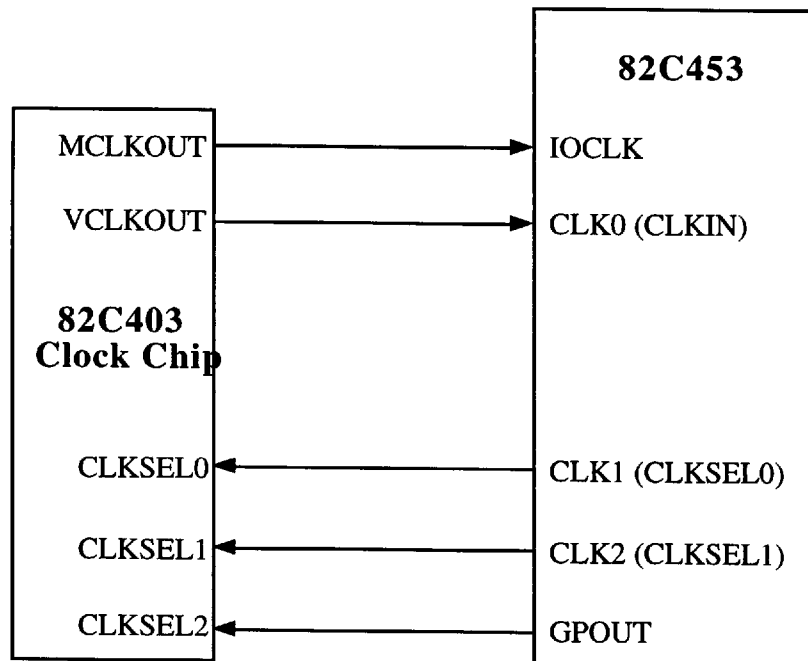 82C453
MCLKOUT
IOCLK
VCLKOUT
CLK0 (CLKIN)
82C403
Clock Chip
CLKSEL0
CLK1 (CLKSEL0)
CLKSEL1
CLK2 (CLKSEL1)
CLKSEL2
GPOUT